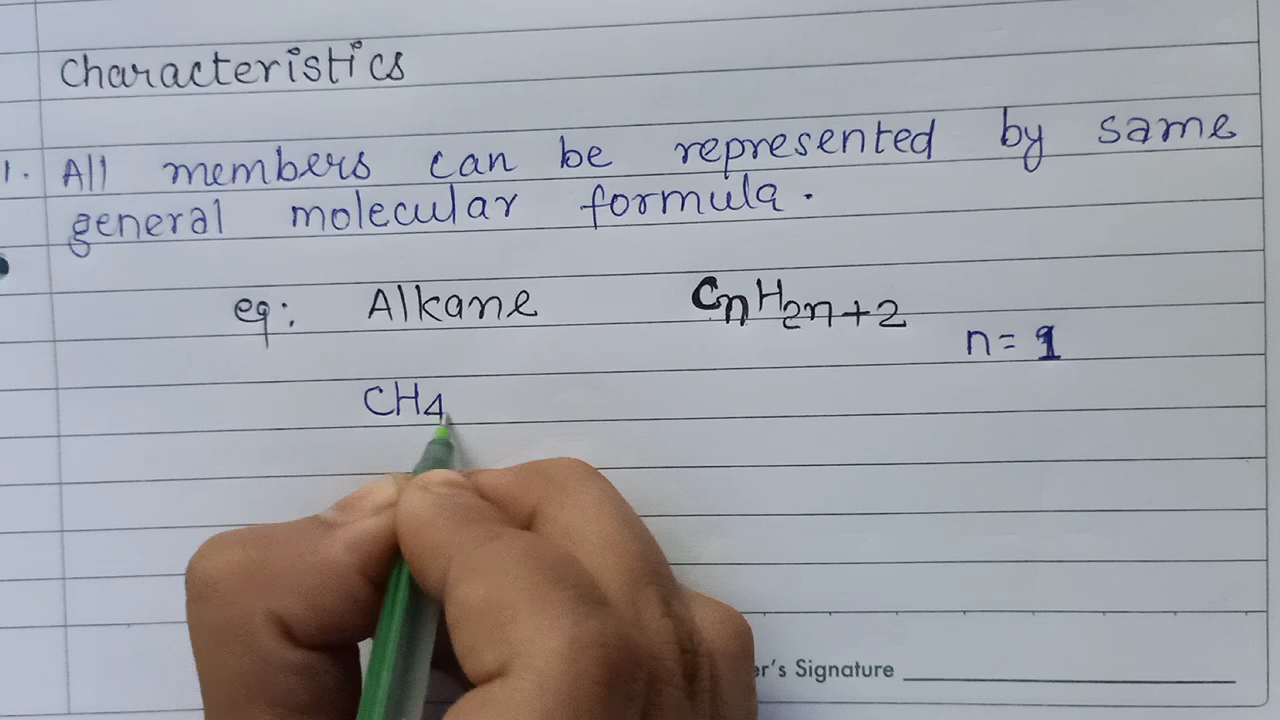 Characteristics
1. All members can be represented by same
general molecular formula.
eg: Alkane CnH2n+2
n=1
CH4
r's Signature